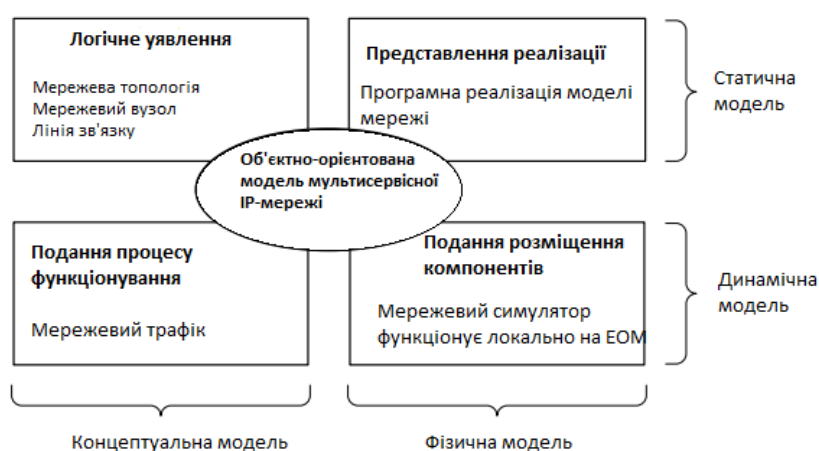 Логічне уявлення
Мережева топологія
Мережевий вузол
Лінія зв'язку
Представлення реалізації
Програмна реалізація моделі
мережі
Статична
модель
Об'єктно-орієнтована
модель мультисервісної
ІР-мережі
Подання процесу
функціонування
Мережевий трафік
Подання розміщення
компонентів
Мережевий симулятор
функціонує локально на ЕОМ
Динамічна
модель
Концептуальна модель
Фізична модель